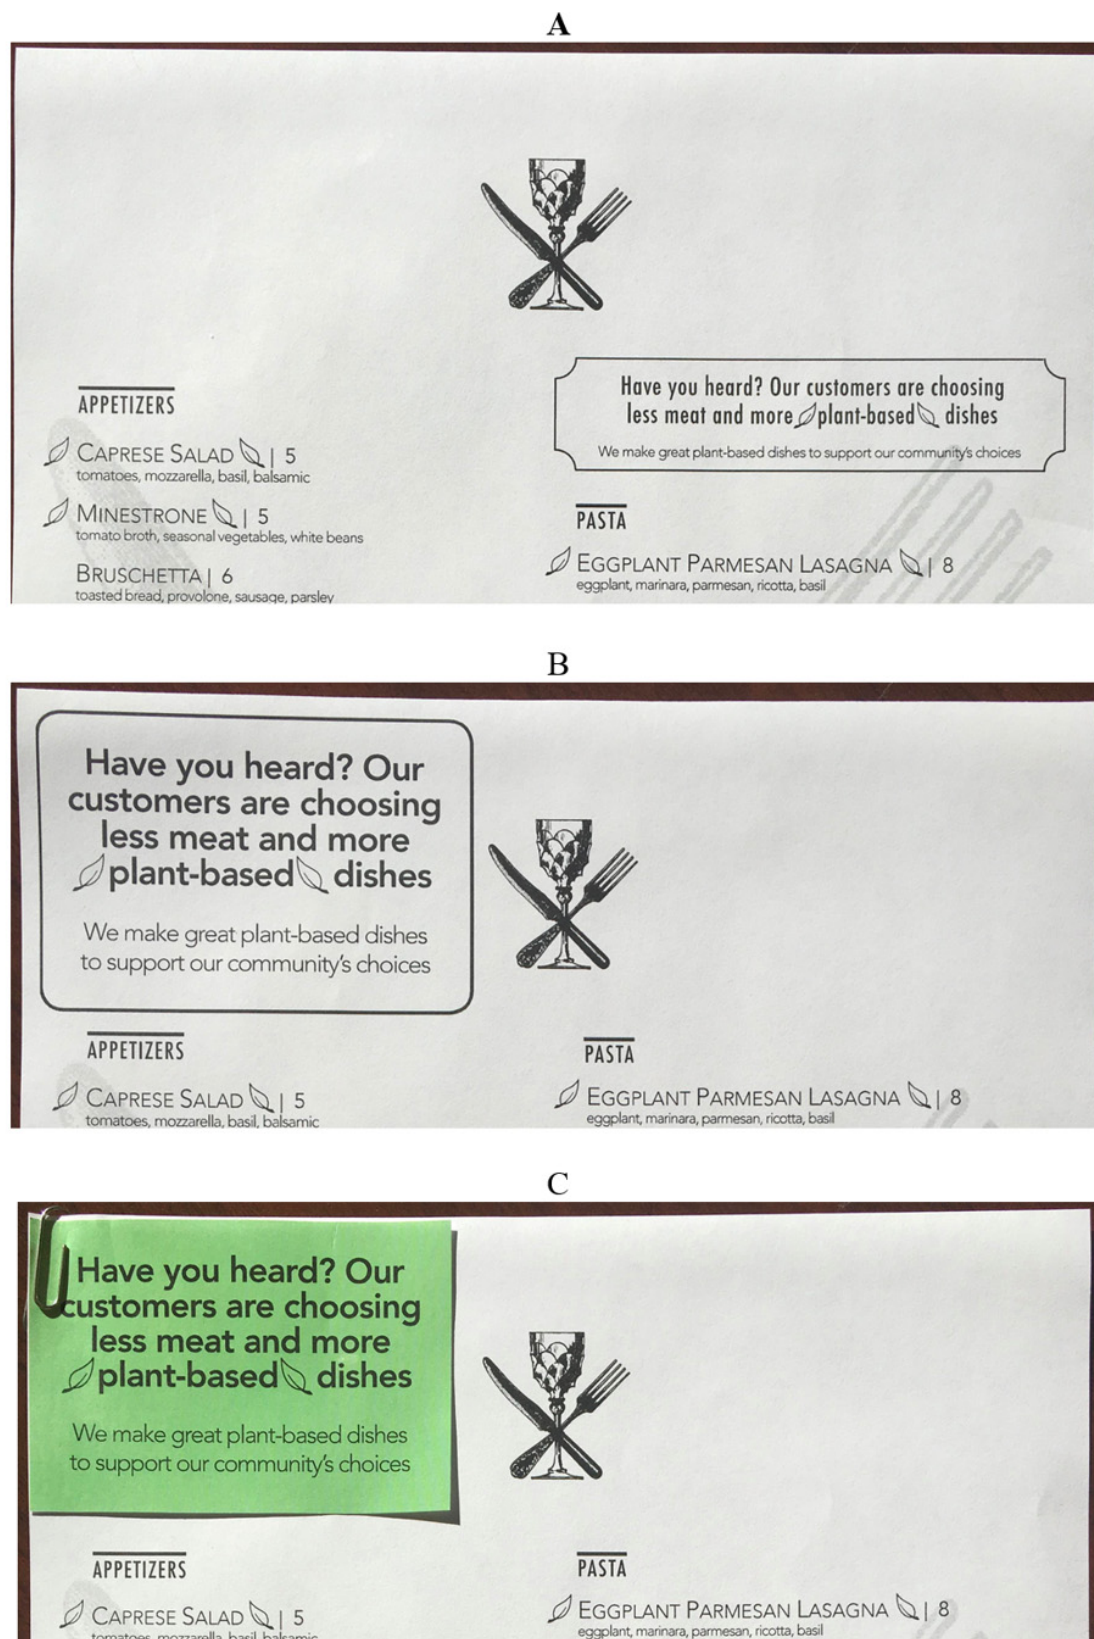 A
APPETIZERS
CAPRESE SALAD | 5
tomatoes, mozzarella, basil, balsamic
MINESTRONE | 5
tomato broth, seasonal vegetables, white beans
BRUSCHETTA | 6
toasted bread, provolone, sausage, parsley
Have you heard? Our customers are choosing
less meat and more plant-based dishes
We make great plant-based dishes to support our community's choices
PASTA
EGGPLANT PARMESAN LASAGNA | 8
eggplant, marinara, parmesan, ricotta, basil
B
Have you heard? Our
customers are choosing
less meat and more
plant-based dishes
We make great plant-based dishes
to support our community's choices
APPETIZERS
CAPRESE SALAD | 5
tomatoes, mozzarella, basil, balsamic
PASTA
EGGPLANT PARMESAN LASAGNA | 8
eggplant, marinara, parmesan, ricotta, basil
C
Have you heard? Our
customers are choosing
less meat and more
plant-based dishes
We make great plant-based dishes
to support our community's choices
APPETIZERS
CAPRESE SALAD | 5
tomatoes, mozzarella, basil, balsamic
PASTA
EGGPLANT PARMESAN LASAGNA | 8
eggplant, marinara, parmesan, ricotta, basil